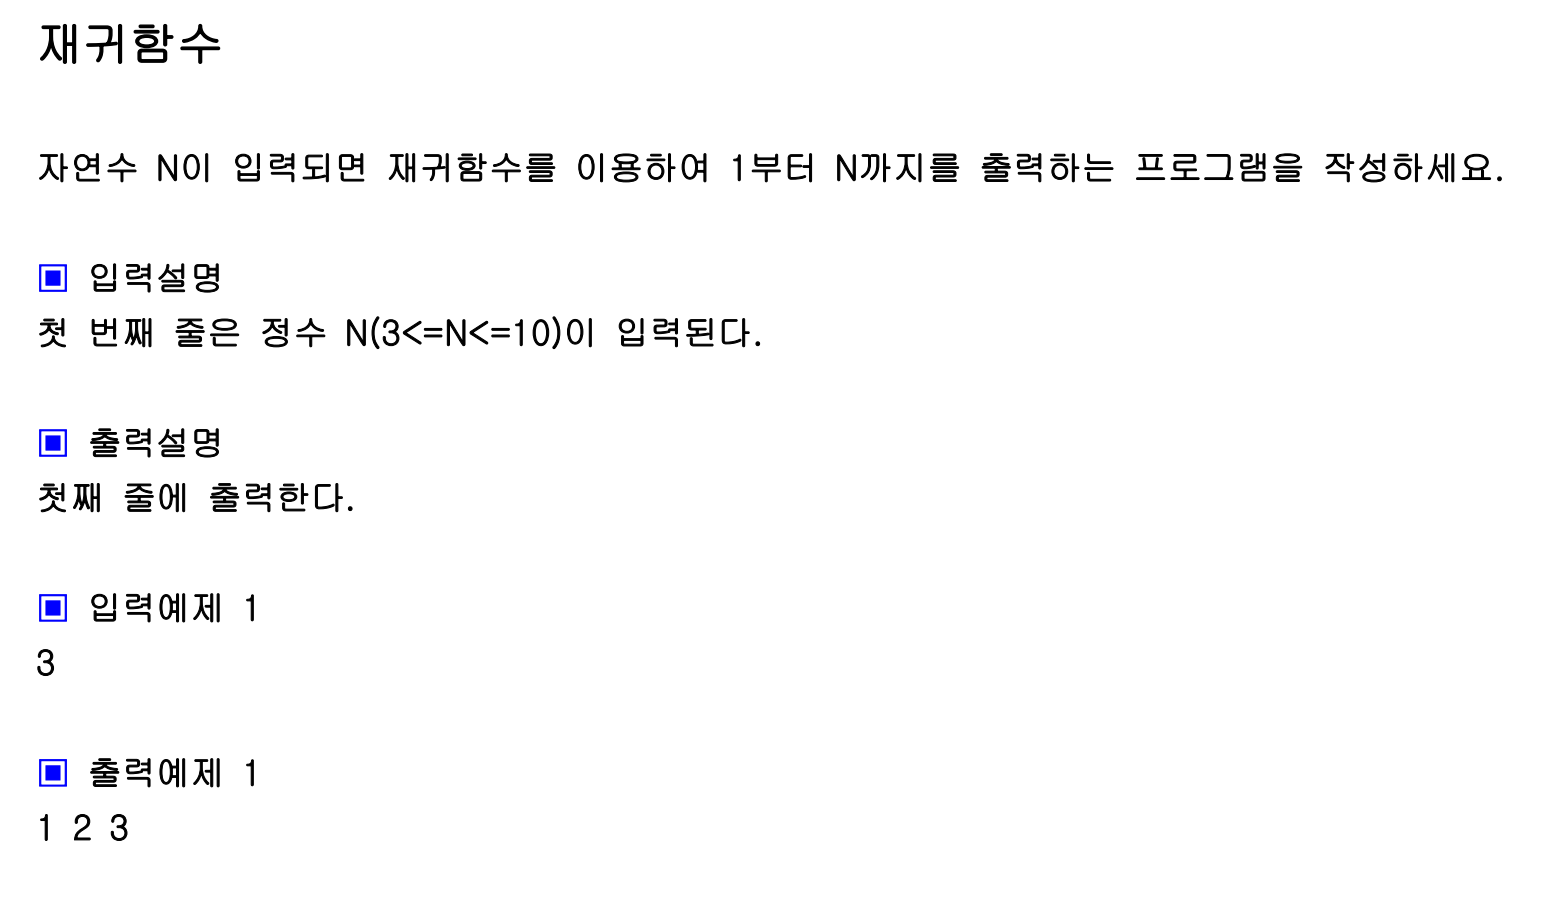 재귀함수
자연수 N이 입력되면 재귀함수를 이용하여 1부터 N까지를 출력하는 프로그램을 작성하세요.
▣ 입력설명
첫 번째 줄은 정수 N(3<=N<=10)이 입력된다.
▣ 출력설명
첫째 줄에 출력한다.
▣ 입력예제 1
3
▣ 출력예제 1
1 2 3